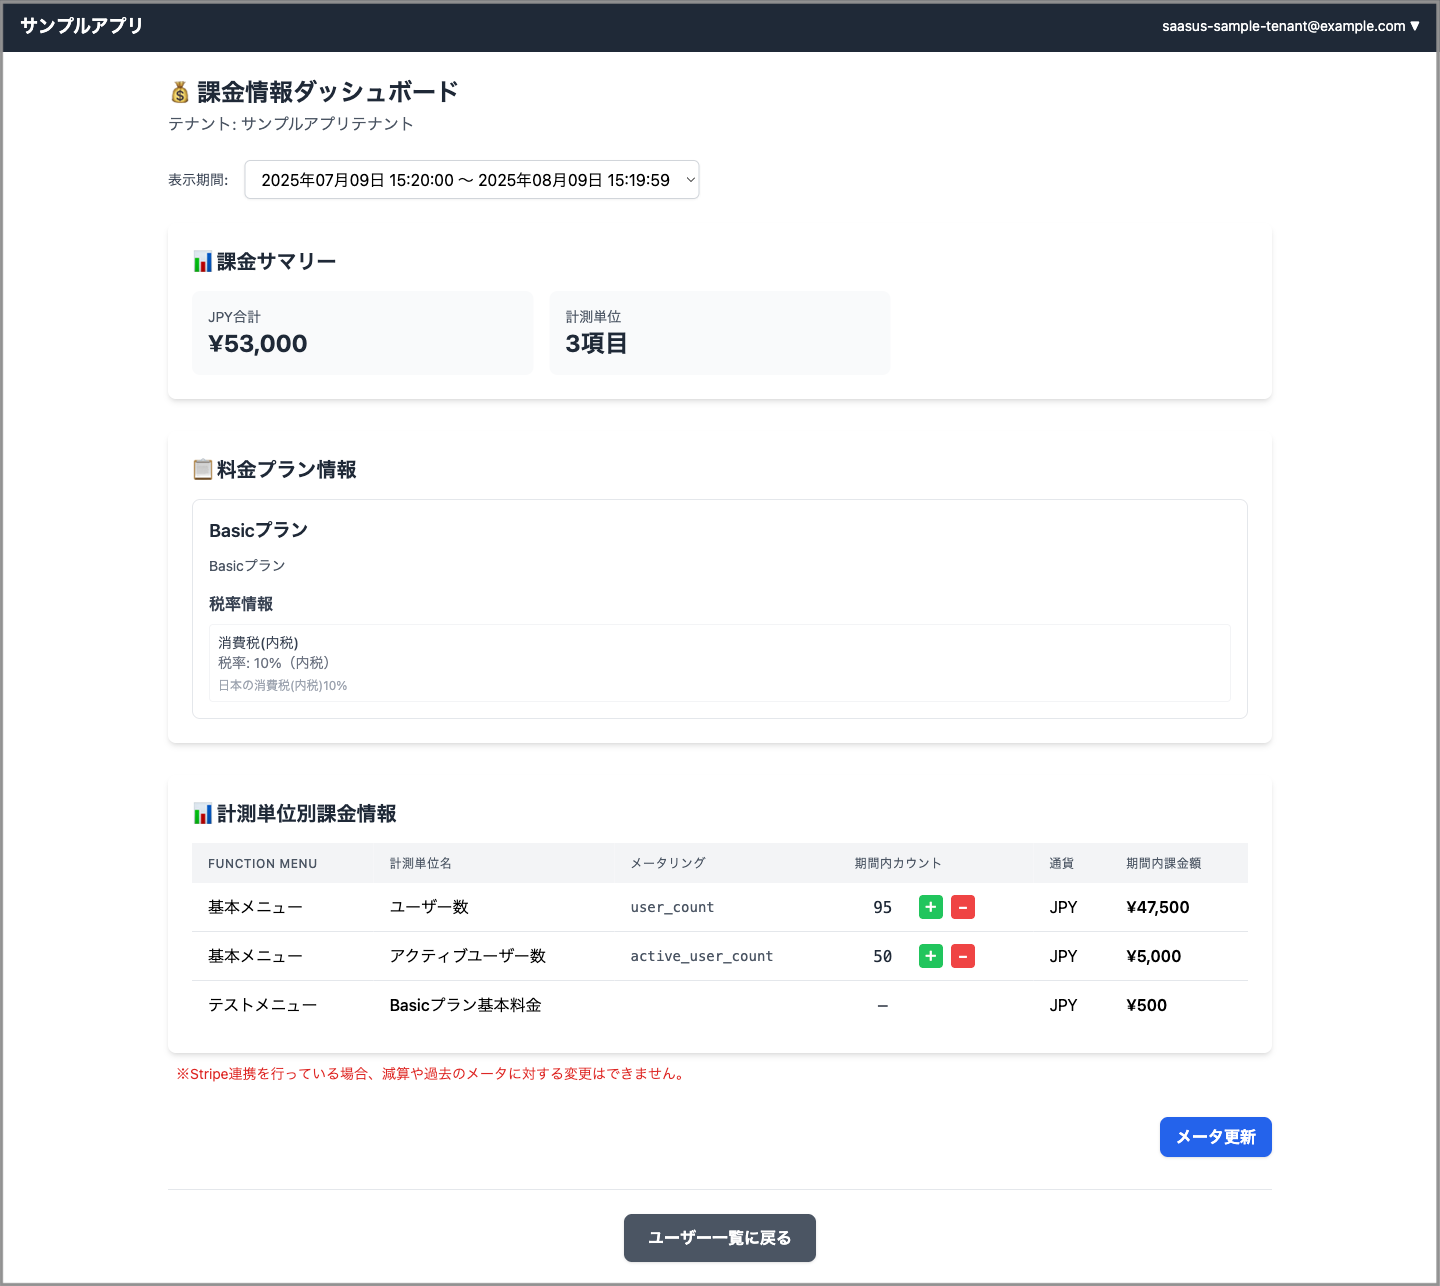 サンプルアプリ
saasus-sample-tenant@example.com ▼
課金情報ダッシュボード
テナント: サンプルアプリテナント
表示期間:
2025年07月09日 15:20:00 〜 2025年08月09日 15:19:59
課金サマリー
JPY合計
¥53,000
計測単位
3項目
料金プラン情報
Basicプラン
Basicプラン
税率情報
消費税(内税)
税率: 10%（内税）
日本の消費税(内税)10%
計測単位別課金情報
FUNCTION MENU 計測単位名 メータリング 期間内カウント 通貨 期間内課金額
基本メニュー ユーザー数 user_count 95 + − JPY ¥47,500
基本メニュー アクティブユーザー数 active_user_count 50 + − JPY ¥5,000
テストメニュー Basicプラン基本料金 — JPY ¥500
※Stripe連携を行っている場合、減算や過去のメータに対する変更はできません。
メータ更新
ユーザー一覧に戻る